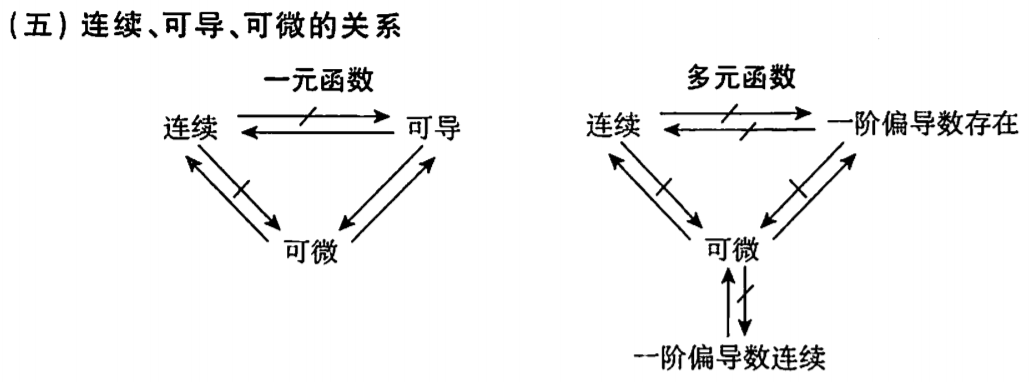 (五)连续、可导、可微的关系
一元函数
多元函数
连续
可导
连续
一阶偏导数存在
可微
可微
一阶偏导数连续